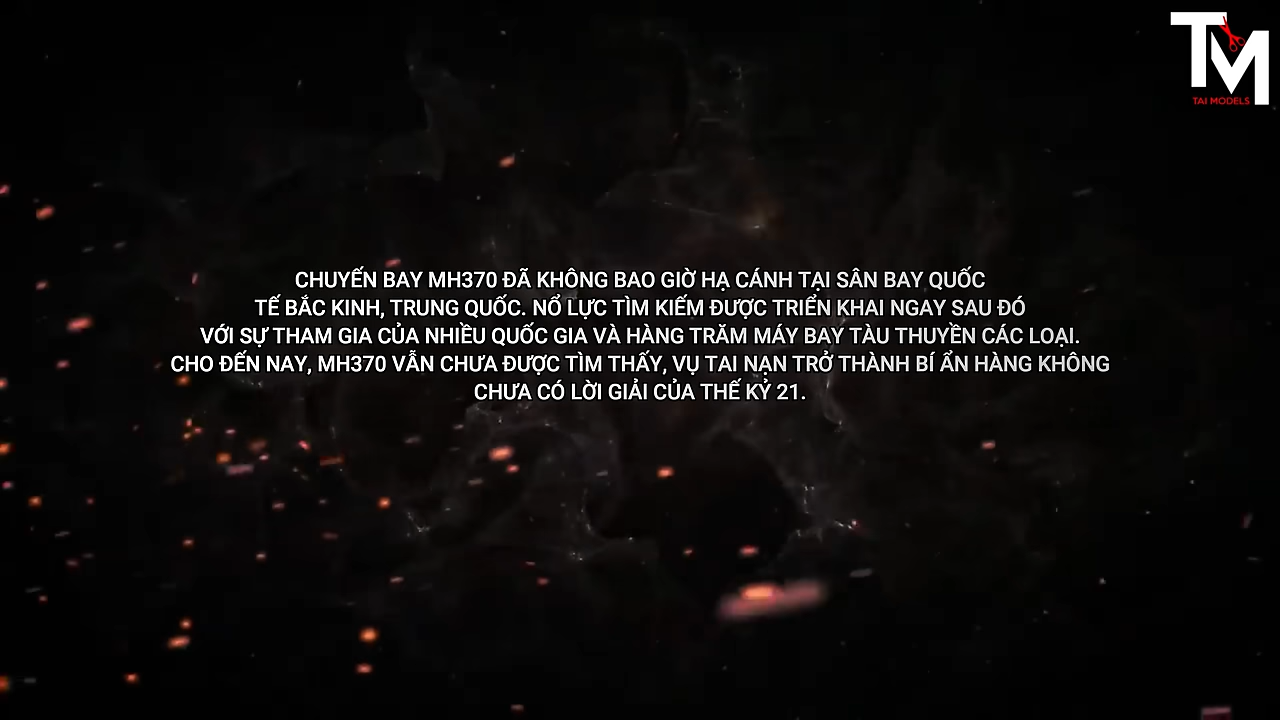 TM
TAI MODELS
CHUYẾN BAY MH370 ĐÃ KHÔNG BAO GIỜ HẠ CÁNH TẠI SÂN BAY QUỐC
TẾ BẮC KINH, TRUNG QUỐC. NỔ LỰC TÌM KIẾM ĐƯỢC TRIỂN KHAI NGAY SAU ĐÓ
VỚI SỰ THAM GIA CỦA NHIỀU QUỐC GIA VÀ HÀNG TRĂM MÁY BAY TÀU THUYỀN CÁC LOẠI.
CHO ĐẾN NAY, MH370 VẪN CHƯA ĐƯỢC TÌM THẤY, VỤ TAI NẠN TRỞ THÀNH BÍ ẨN HÀNG KHÔNG
CHƯA CÓ LỜI GIẢI CỦA THẾ KỶ 21.